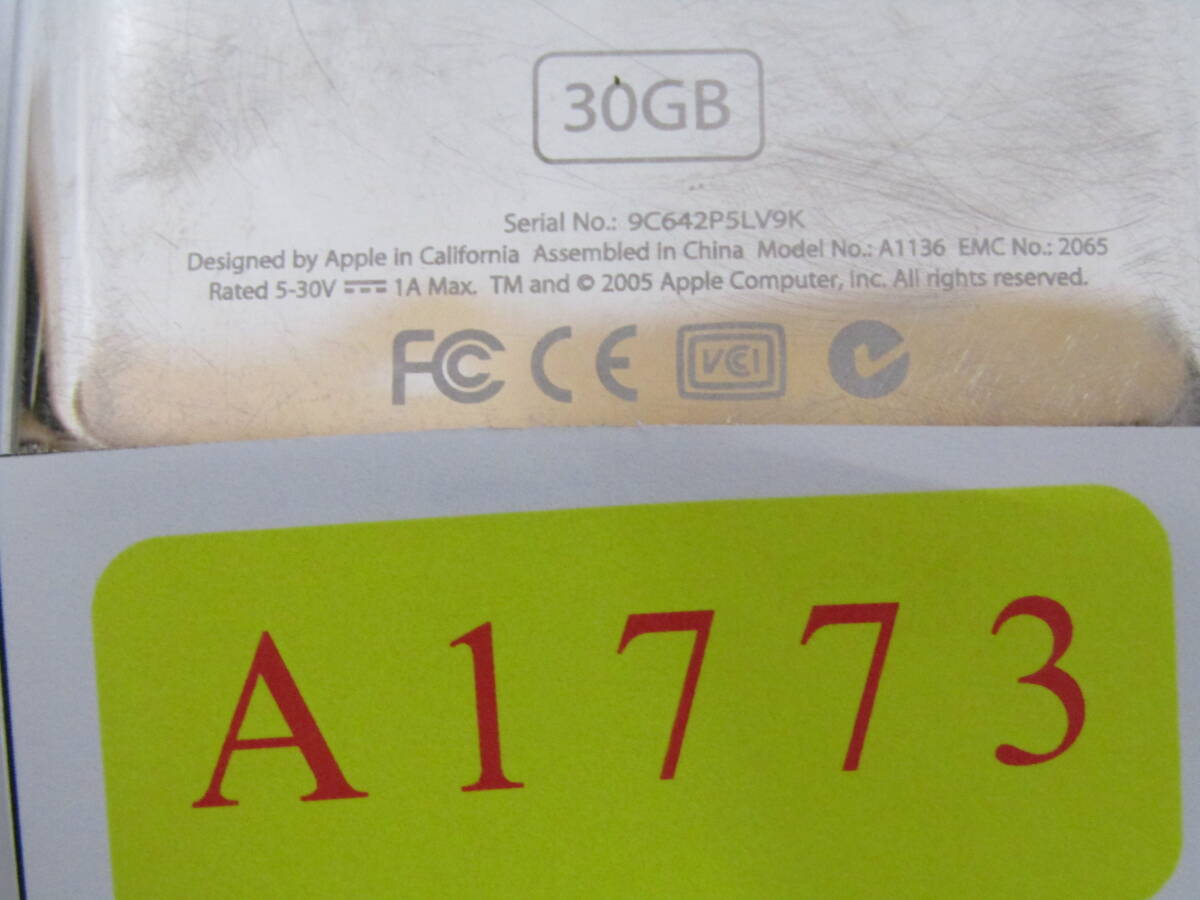 30GB
Serial No.: 9C642P5LV9K
Designed by Apple in California Assembled in China Model No.: A1136 EMC No.: 2065
Rated 5-30V ⎓ 1A Max. TM and © 2005 Apple Computer, Inc. All rights reserved.
FC CE VCI
A1773